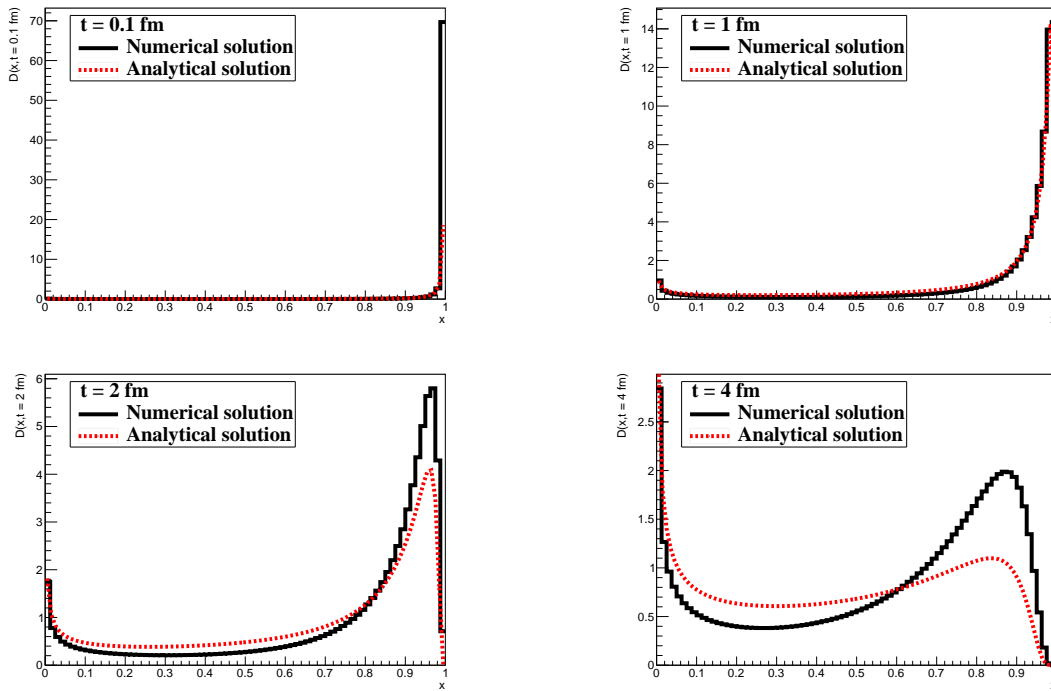 D(x,t = 0.1 fm)
70
60
50
40
30
20
10
0
t = 0.1 fm
Numerical solution
Analytical solution
0 0.1 0.2 0.3 0.4 0.5 0.6 0.7 0.8 0.9 1
x
D(x,t = 1 fm)
14
12
10
8
6
4
2
0
t = 1 fm
Numerical solution
Analytical solution
0 0.1 0.2 0.3 0.4 0.5 0.6 0.7 0.8 0.9
D(x,t = 2 fm)
6
5
4
3
2
1
0
t = 2 fm
Numerical solution
Analytical solution
0 0.1 0.2 0.3 0.4 0.5 0.6 0.7 0.8 0.9 1
x
D(x,t = 4 fm)
2.5
2
1.5
1
0.5
0
t = 4 fm
Numerical solution
Analytical solution
0 0.1 0.2 0.3 0.4 0.5 0.6 0.7 0.8 0.9